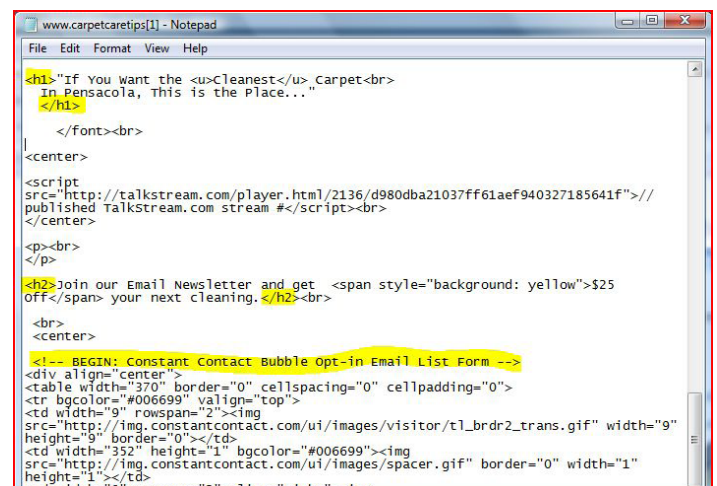 www.carpetcaretips[1] - Notepad
File Edit Format View Help
<h1>"If You Want the <u>Cleanest</u> Carpet<br>
In Pensacola, This is the Place..."
</h1>
</font><br>
<center>
<script
src="http://talkstream.com/player.html/2136/d980dba21037ff61aef940327185641f">//
published TalkStream.com stream #</script><br>
</center>
<p><br>
</p>
<h2>Join our Email Newsletter and get <span style="background: yellow">$25
Off</span> your next cleaning.</h2><br>
<br>
<center>
<!-- BEGIN: Constant Contact Bubble Opt-in Email List Form -->
<div align="center">
<table width="370" border="0" cellspacing="0" cellpadding="0">
<tr bgcolor="#006699" valign="top">
<td width="9" rowspan="2"><img
src="http://img.constantcontact.com/ui/images/visitor/tl_brdr2_trans.gif" width="9"
height="9" border="0"></td>
<td width="352" height="1" bgcolor="#006699"><img
src="http://img.constantcontact.com/ui/images/spacer.gif" border="0" width="1"
height="1"></td>